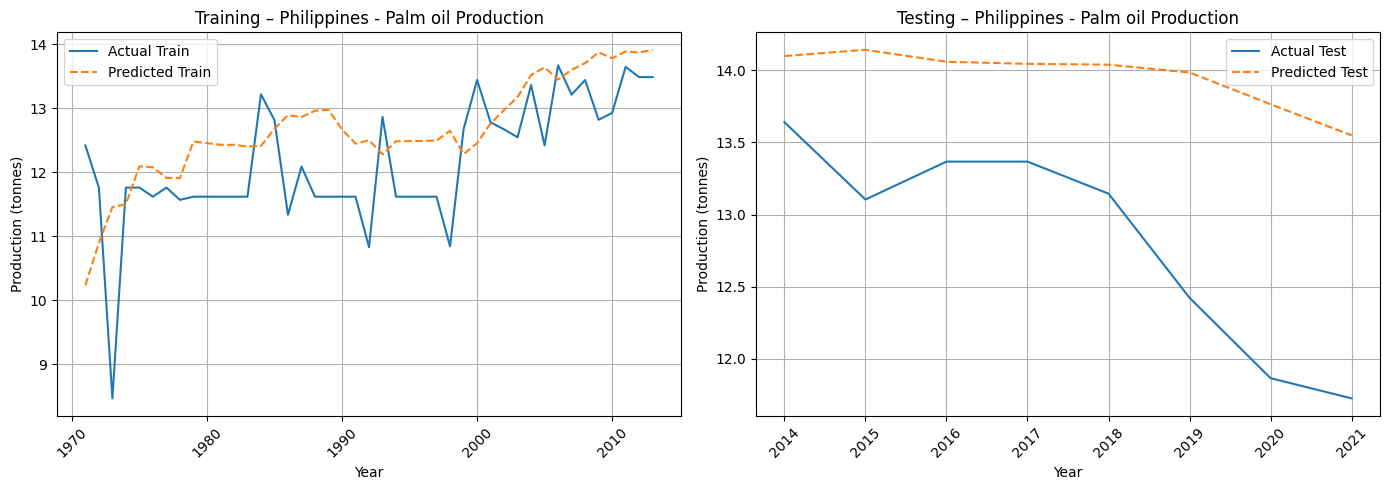 Training – Philippines - Palm oil Production
Actual Train
Predicted Train
Production (tonnes)
14
13
12
11
10
9
1970
1980
1990
2000
2010
Year
Testing – Philippines - Palm oil Production
Actual Test
Predicted Test
Production (tonnes)
14.0
13.5
13.0
12.5
12.0
2014
2015
2016
2017
2018
2019
2020
2021
Year